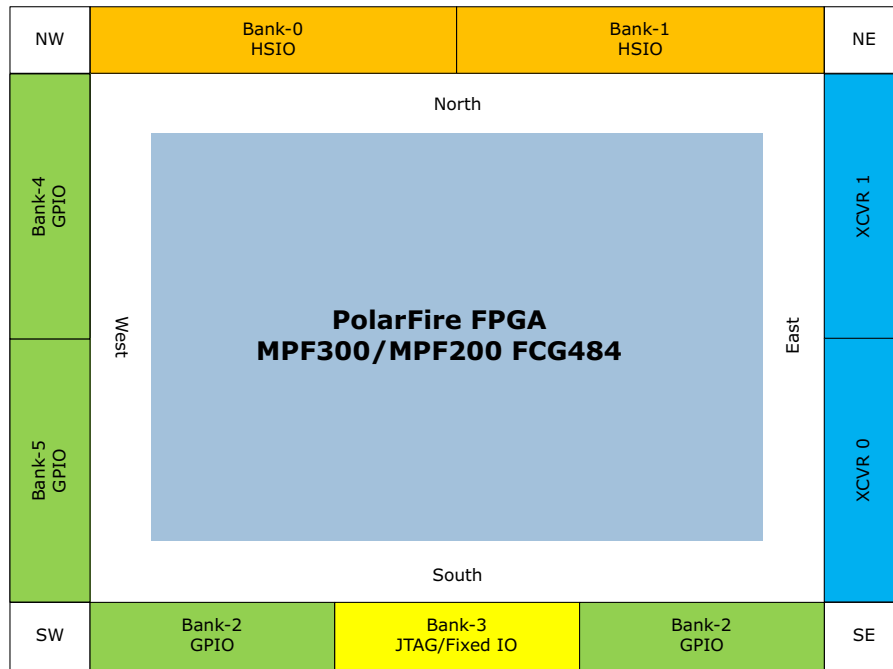 NW
Bank-0
HSIO
Bank-1
HSIO
NE
North
Bank-4
GPIO
XCVR 1
West
PolarFire FPGA
MPF300/MPF200 FCG484
East
Bank-5
GPIO
XCVR 0
South
SW
Bank-2
GPIO
Bank-3
JTAG/Fixed IO
Bank-2
GPIO
SE